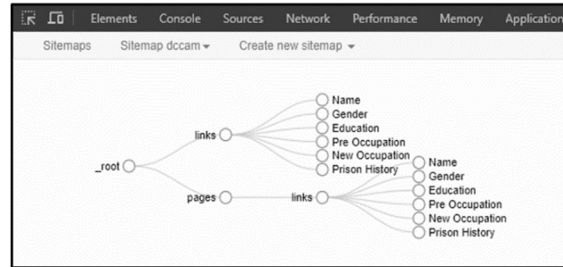 Elements Console Sources Network Performance Memory Application
Sitemaps Sitemap dccam Create new sitemap
Name
Gender
Education
links Pre Occupation
New Occupation
Prison History
_root
pages links
Name
Gender
Education
Pre Occupation
New Occupation
Prison History